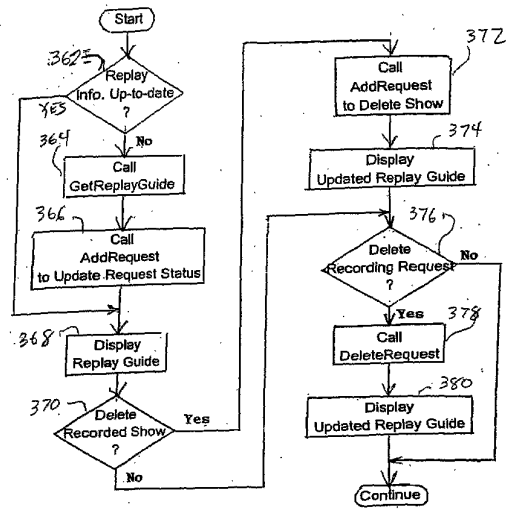 Start
362
Replay
Info. Up-to-date
?
YES
No
364
Call
GetReplayGuide
366
Call
AddRequest
to Update Request Status
368
Display
Replay Guide
370
Delete
Recorded Show
?
Yes
No
372
Call
AddRequest
to Delete Show
374
Display
Updated Replay Guide
376
Delete
Recording Request
?
No
Yes
378
Call
DeleteRequest
380
Display
Updated Replay Guide
Continue